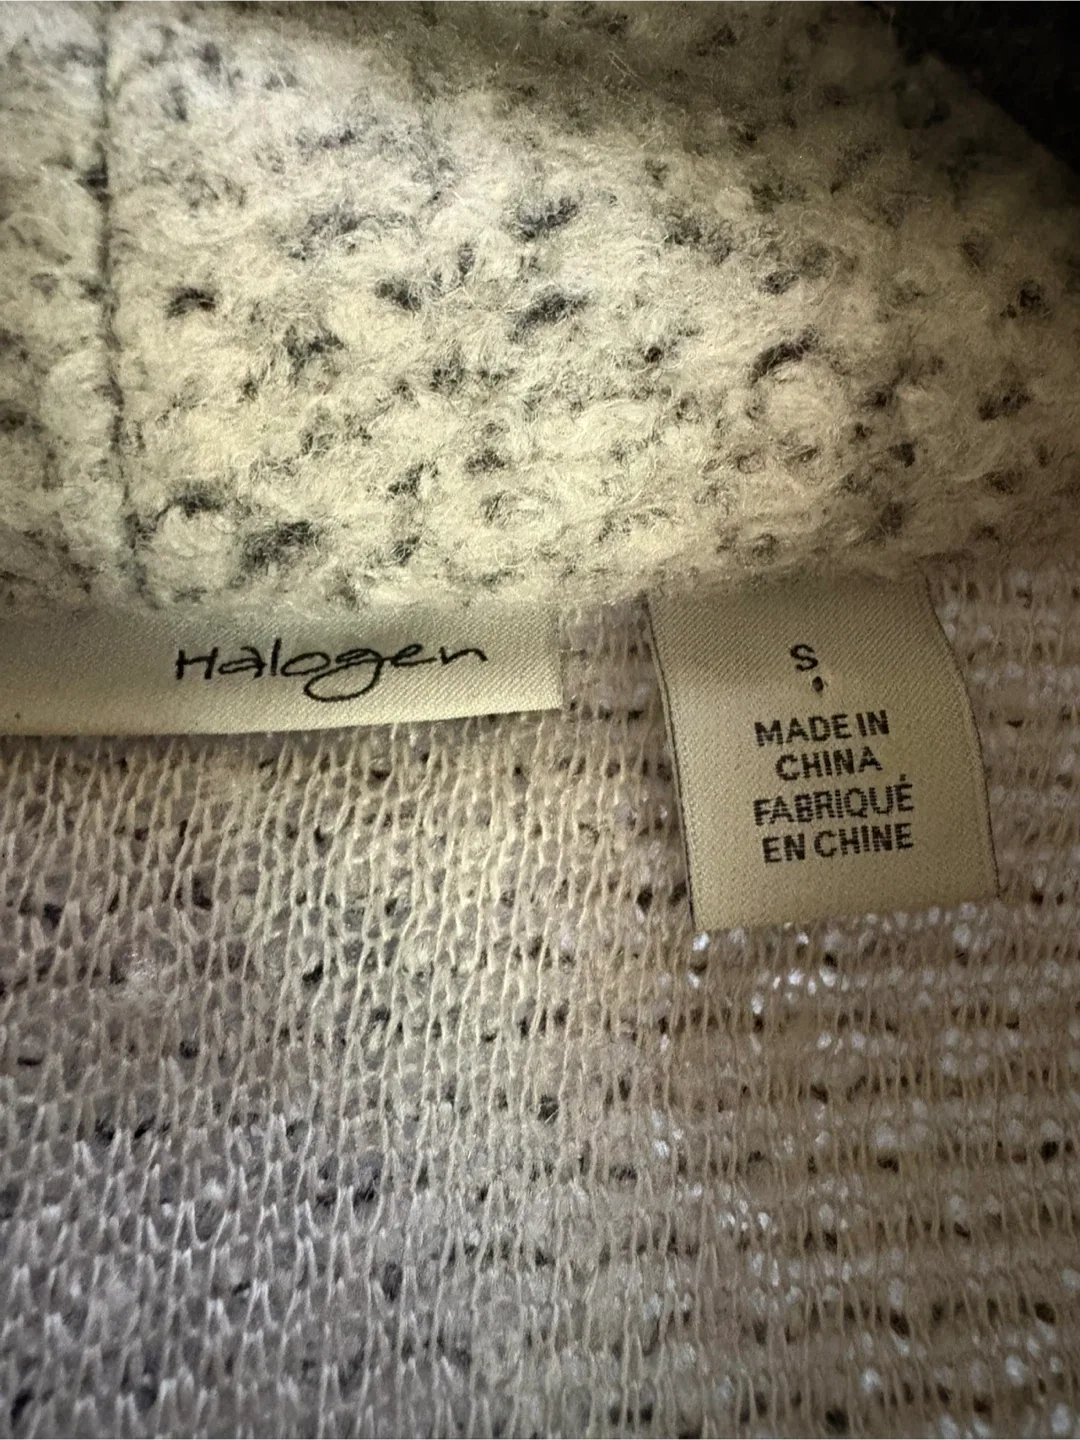 Halogen
S
MADE IN
CHINA
FABRIQUÉ
EN CHINE